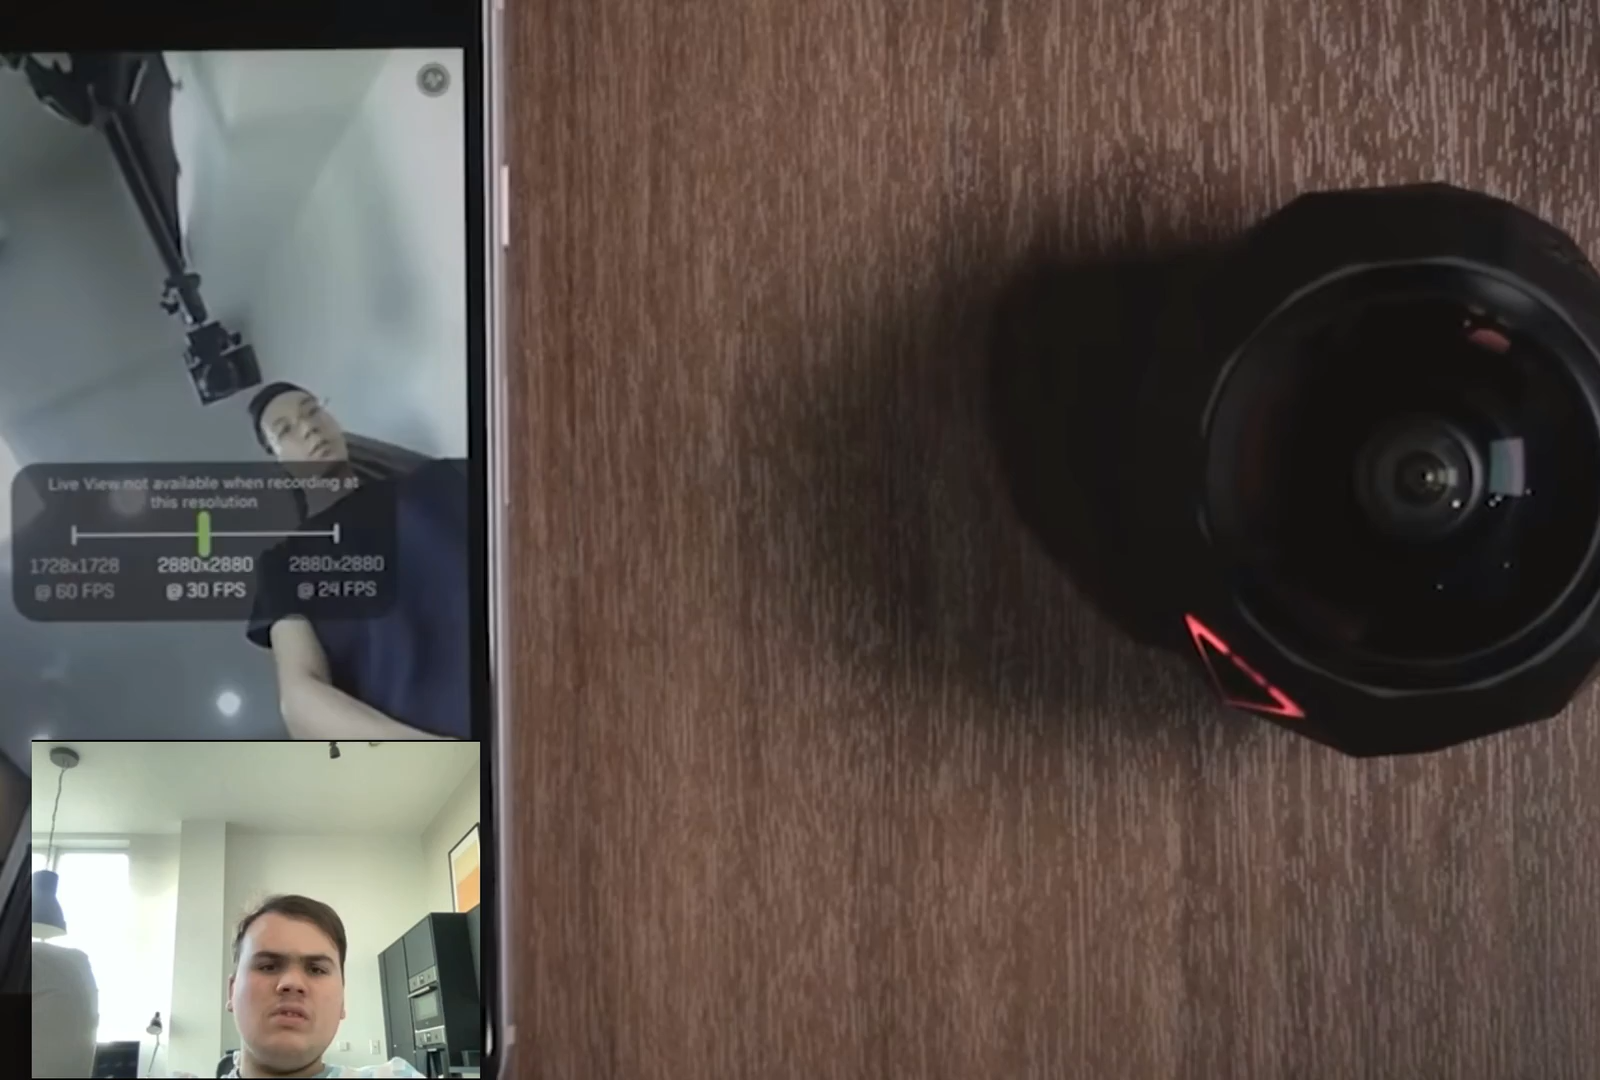 Live View not available when recording at
this resolution
1728x1728 2880x2880 2880x2880
@ 60 FPS @ 30 FPS @ 24 FPS